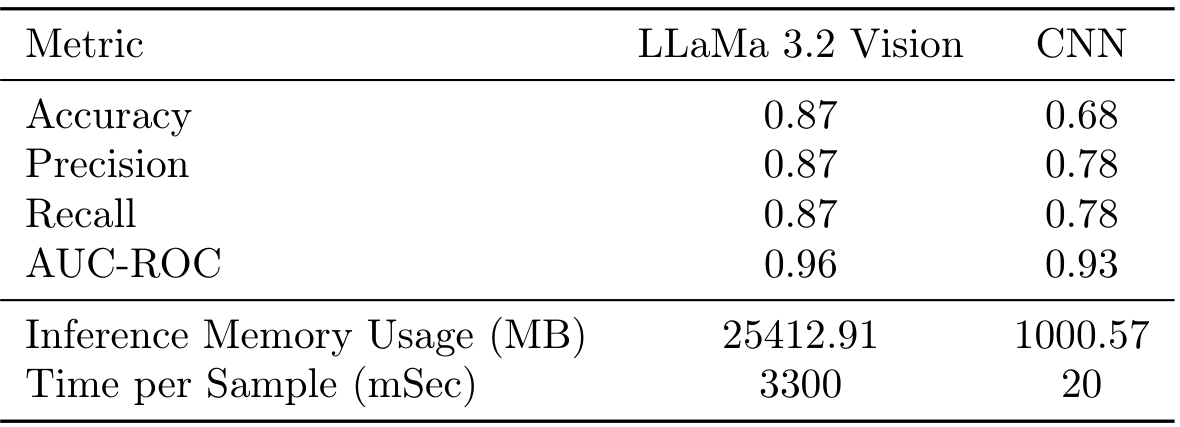 Metric LLaMa 3.2 Vision CNN
Accuracy 0.87 0.68
Precision 0.87 0.78
Recall 0.87 0.78
AUC-ROC 0.96 0.93
Inference Memory Usage (MB) 25412.91 1000.57
Time per Sample (mSec) 3300 20